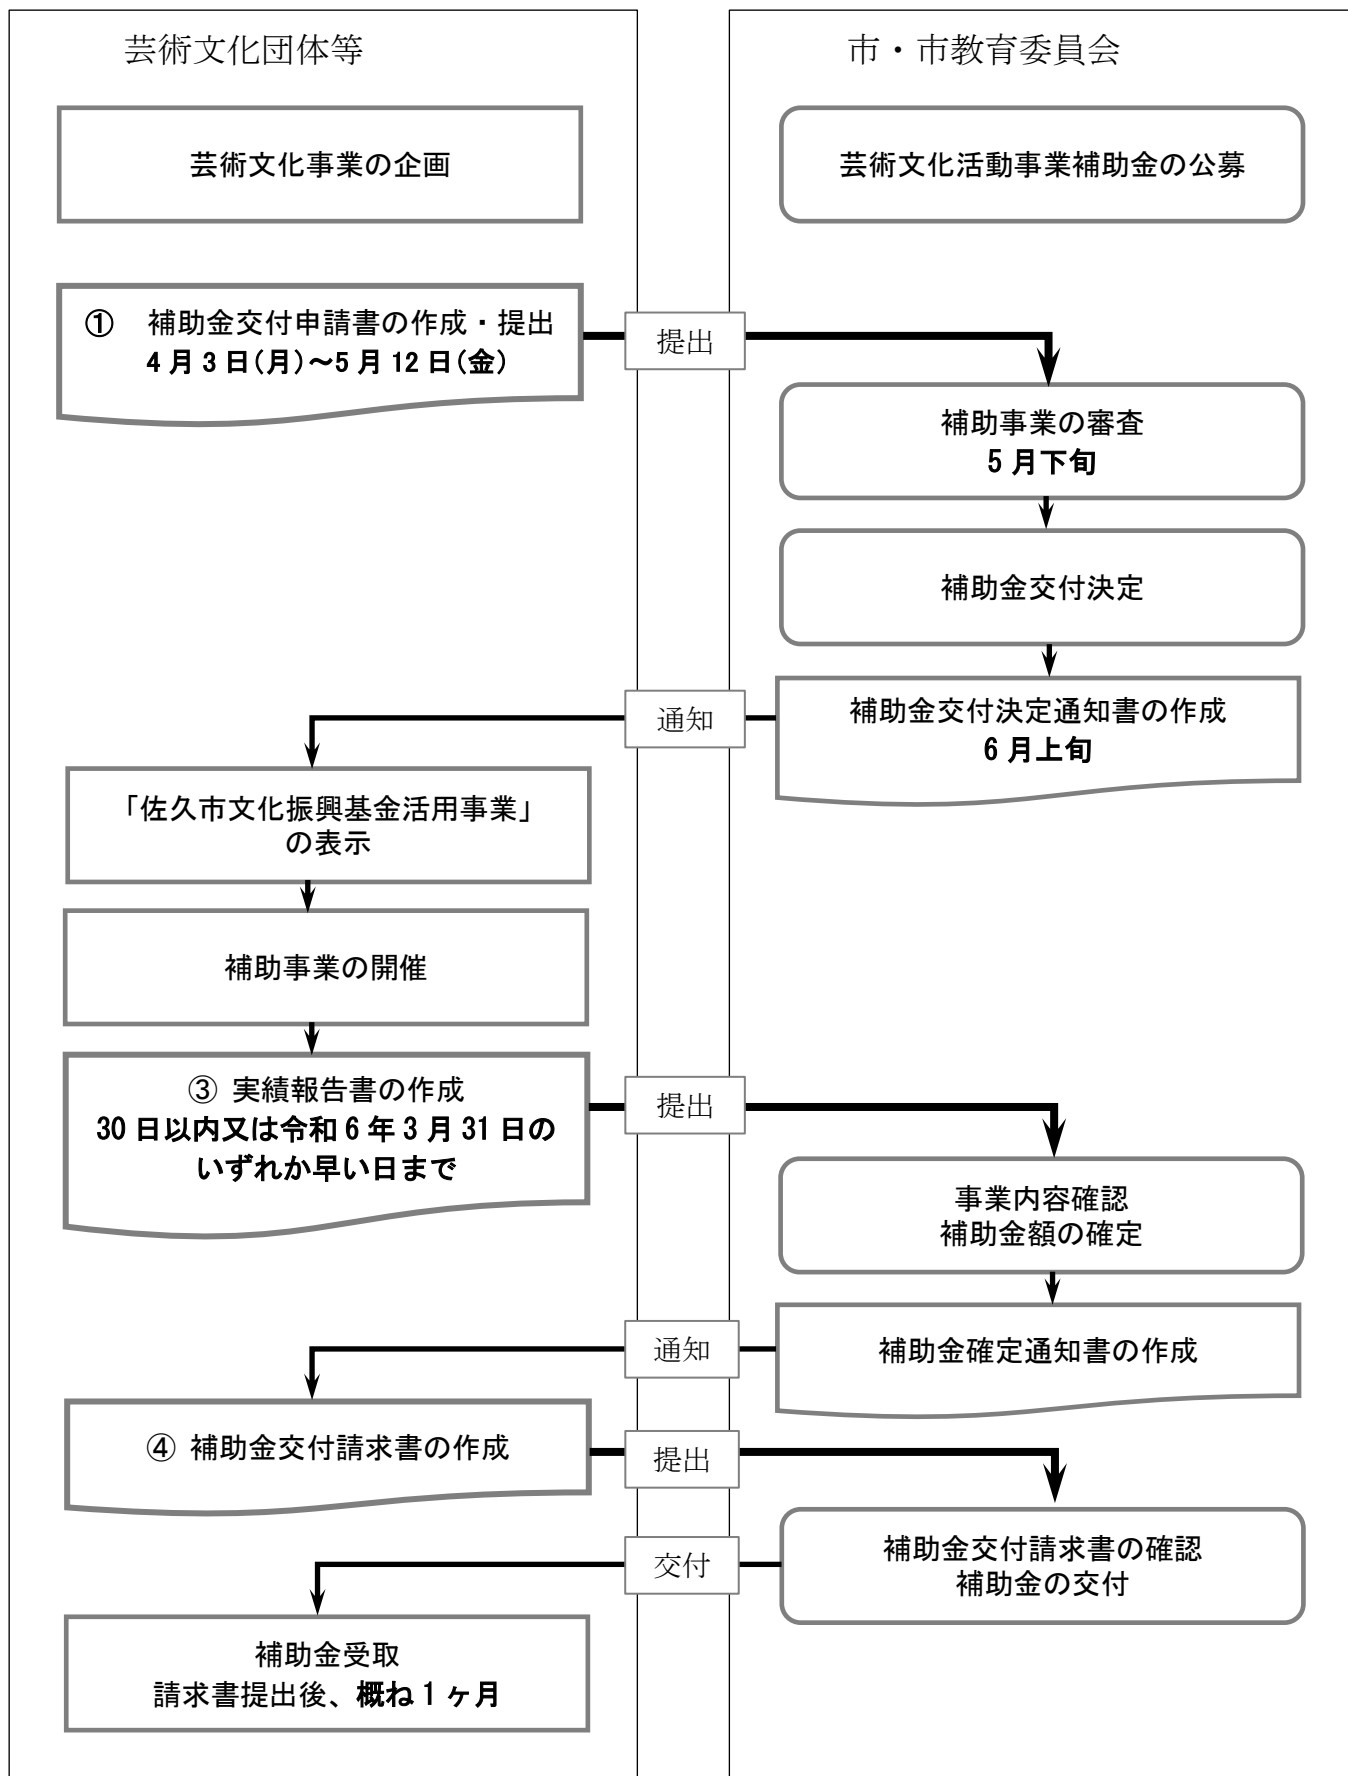 芸術文化団体等
市・市教育委員会
芸術文化事業の企画
芸術文化活動事業補助金の公募
① 補助金交付申請書の作成・提出
4月3日(月)～5月12日(金)
提出
補助事業の審査
5月下旬
補助金交付決定
補助金交付決定通知書の作成
6月上旬
通知
「佐久市文化振興基金活用事業」
の表示
補助事業の開催
③ 実績報告書の作成
30日以内又は令和6年3月31日の
いずれか早い日まで
提出
事業内容確認
補助金額の確定
補助金確定通知書の作成
通知
④ 補助金交付請求書の作成
提出
補助金交付請求書の確認
補助金の交付
交付
補助金受取
請求書提出後、概ね1ヶ月